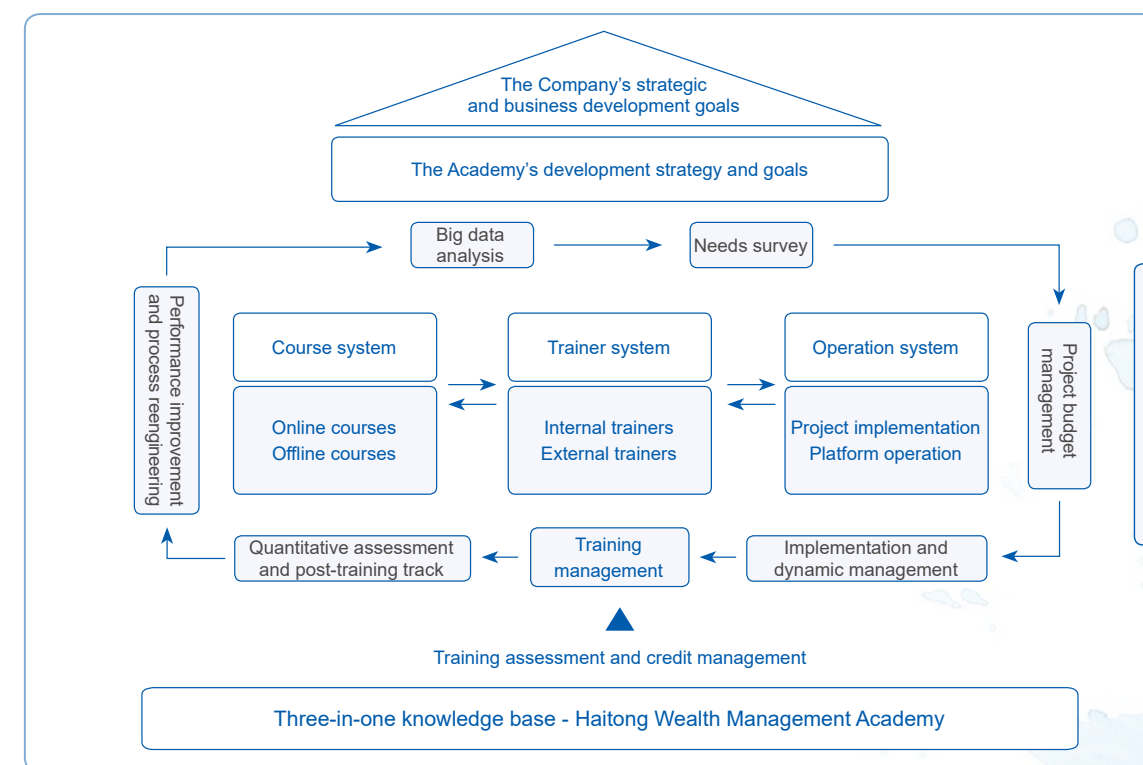 The Company’s strategic
and business development goals
The Academy’s development strategy and goals
Big data
analysis
Needs survey
Performance improvement
and process reengineering
Course system
Trainer system
Operation system
Project budget
management
Online courses
Offline courses
Internal trainers
External trainers
Project implementation
Platform operation
Quantitative assessment
and post-training track
Training
management
Implementation and
dynamic management
Training assessment and credit management
Three-in-one knowledge base - Haitong Wealth Management Academy